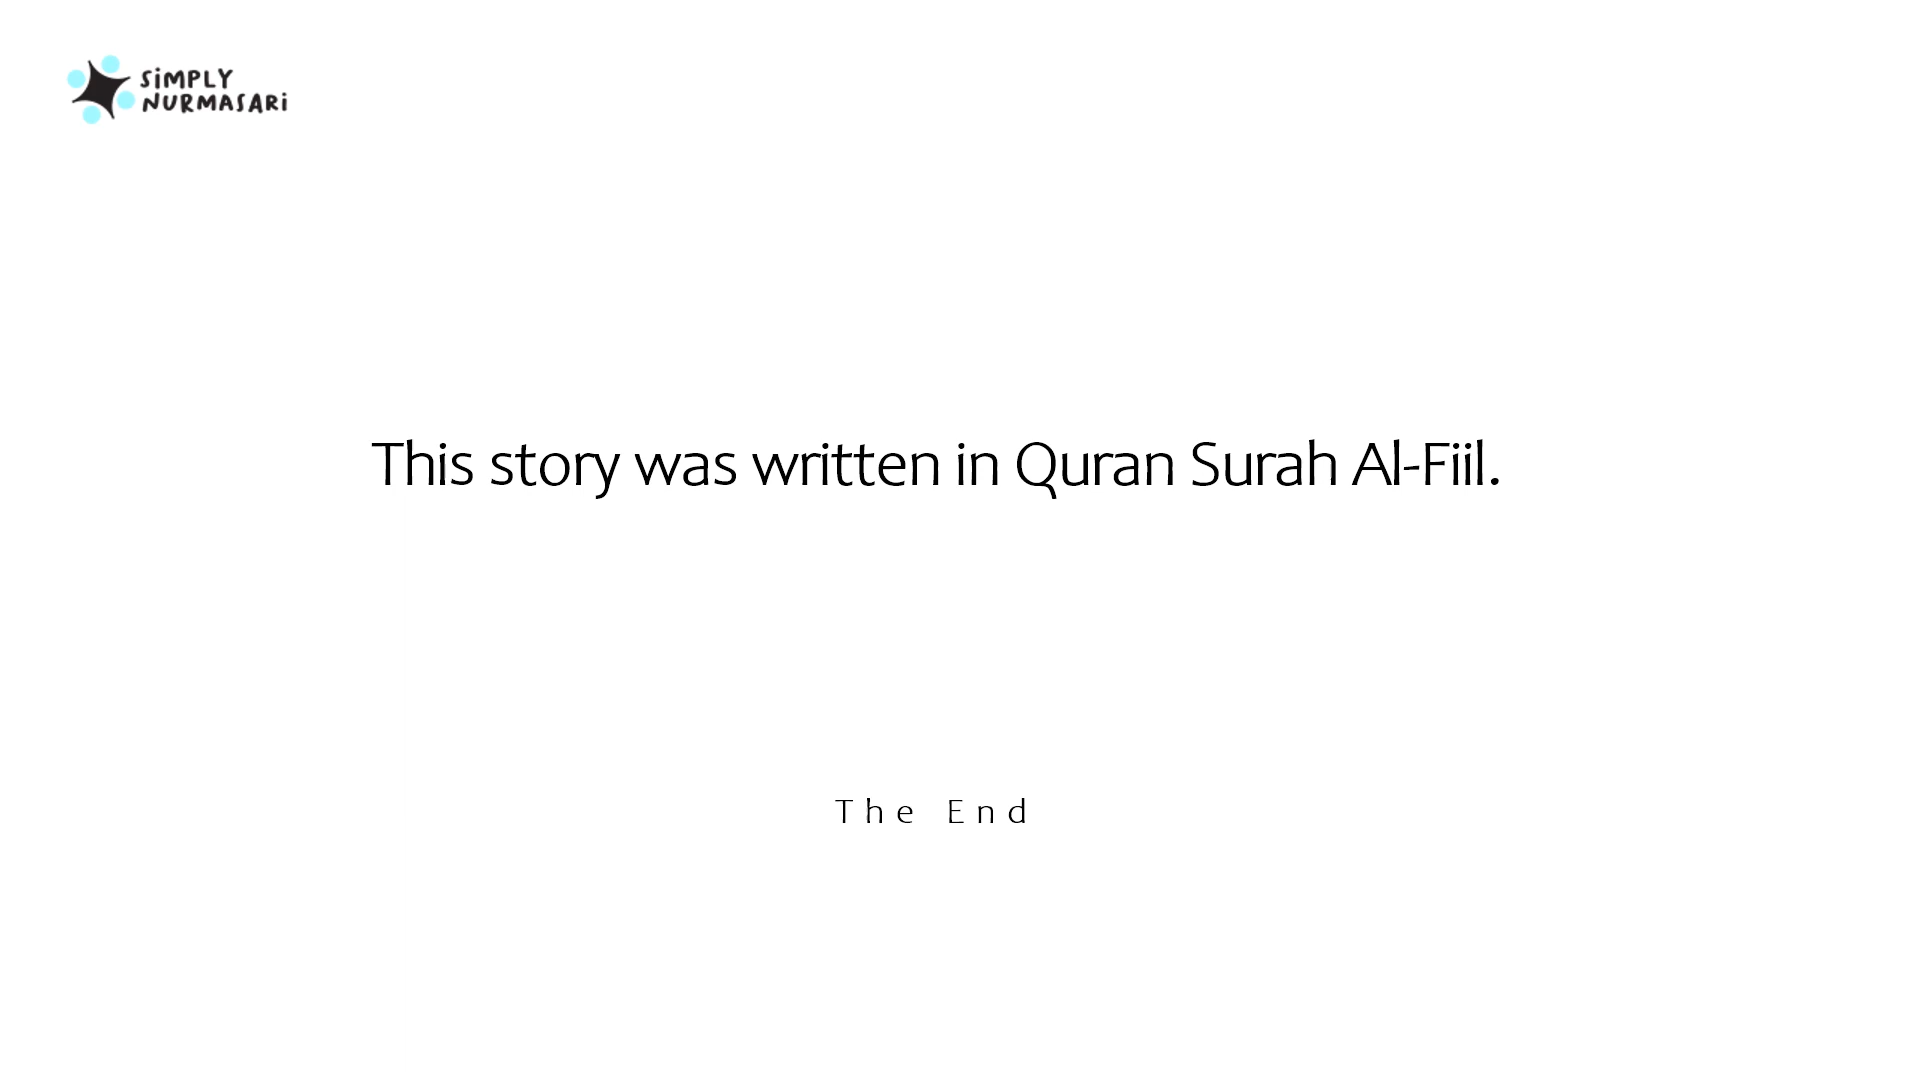 SiMPLY
NURMASARi
This story was written in Quran Surah Al-Fiil.
The End